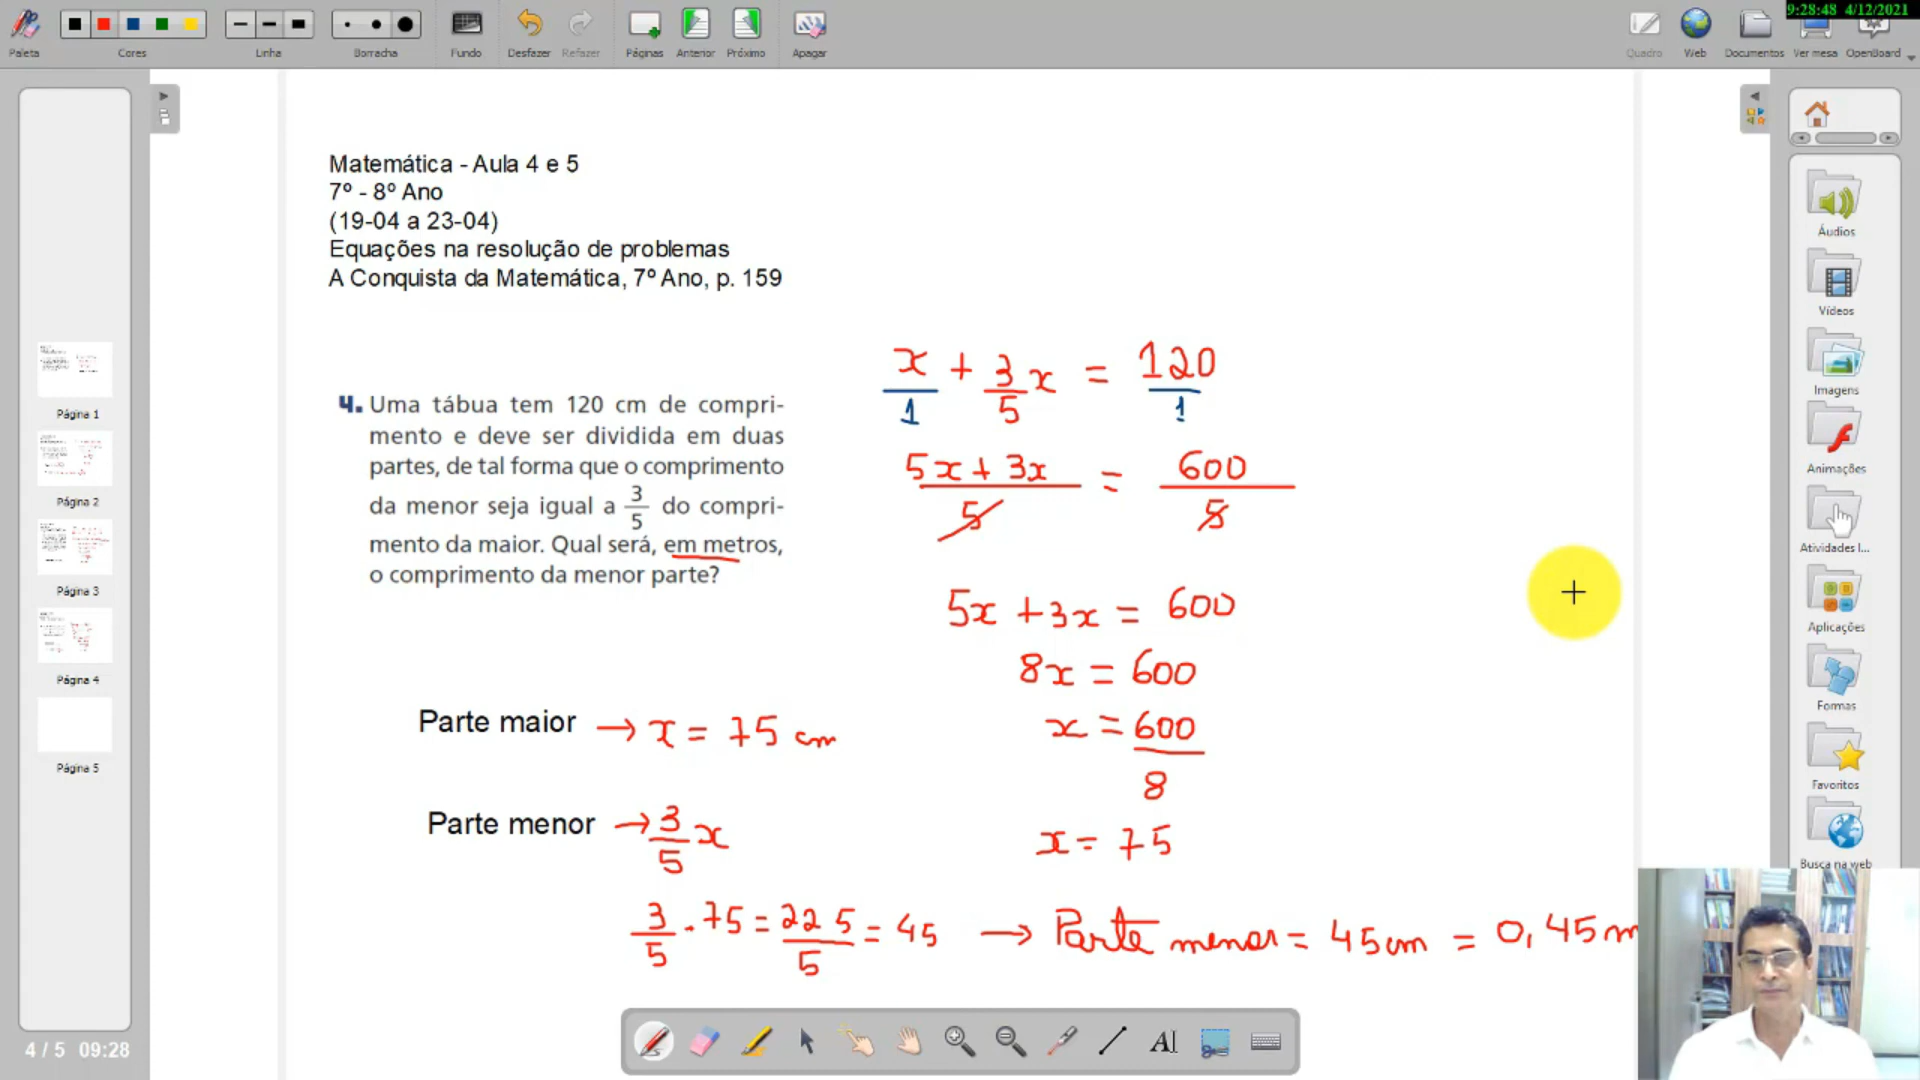 9:28:48 4/12/2021
Paleta
Cores
Linha
Borracha
Fundo
Desfazer
Refazer
Páginas
Anterior
Próximo
Apagar
Quadro
Web
Documentos
Ver mesa
OpenBoard
Página 1
Página 2
Página 3
Página 4
Página 5
4 / 5 09:28
Matemática - Aula 4 e 5
7º - 8º Ano
(19-04 a 23-04)
Equações na resolução de problemas
A Conquista da Matemática, 7º Ano, p. 159
4. Uma tábua tem 120 cm de compri-
mento e deve ser dividida em duas
partes, de tal forma que o comprimento
da menor seja igual a 3/5 do compri-
mento da maior. Qual será, em metros,
o comprimento da menor parte?
x/1 + 3/5 x = 120/1
5x + 3x/5 = 600/5
5x + 3x = 600
8x = 600
x = 600/8
x = 75
Parte maior → x = 75 cm
Parte menor → 3/5 x
3/5 . 75 = 225/5 = 45 → Parte menor = 45cm = 0,45m
Áudios
Vídeos
Imagens
Animações
Atividades I...
Aplicações
Formas
Favoritos
Busca na web